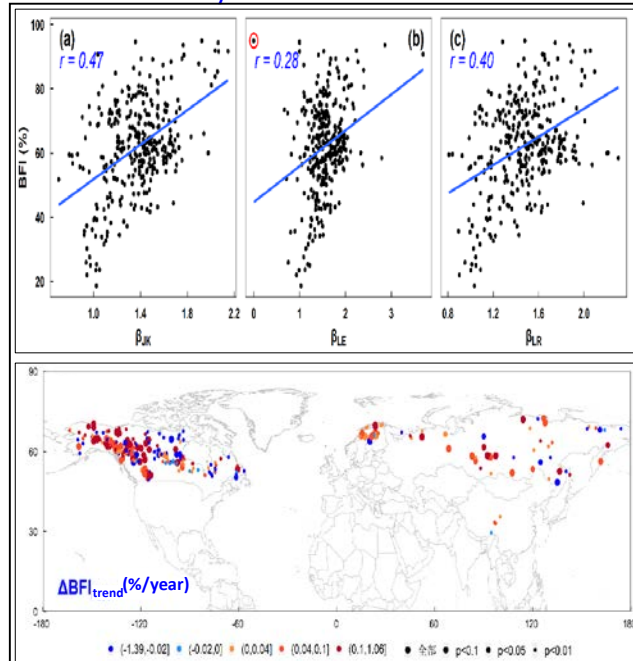 (a) (b) (c)
r = 0.47 r = 0.28 r = 0.40
100
80
60
40
20
BFI (%)
1.0 1.4 1.8 2.2 0 1 2 3 0.8 1.2 1.6 2.0
βJK βLE βLR
90
60
30
0
ΔBFItrend(%/year)
-180 -120 -60 0 60 120 180
(-1.39,-0.02] (-0.02,0] (0,0.04] (0.04,0.1] (0.1,1.06] 全部 p<0.1 p<0.05 p<0.01